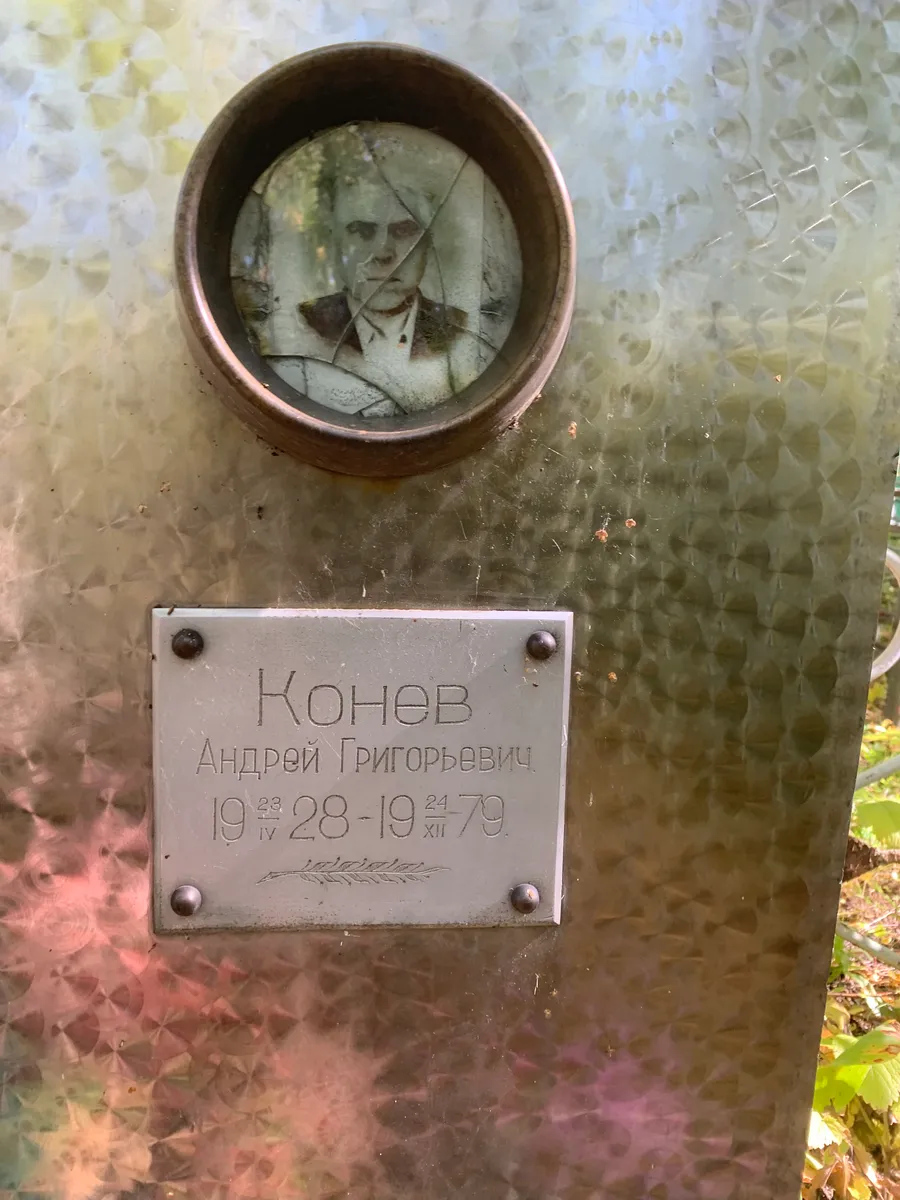 Конев
Андрей Григорьевич
19 23/IV 28 - 19 24/XII 79.